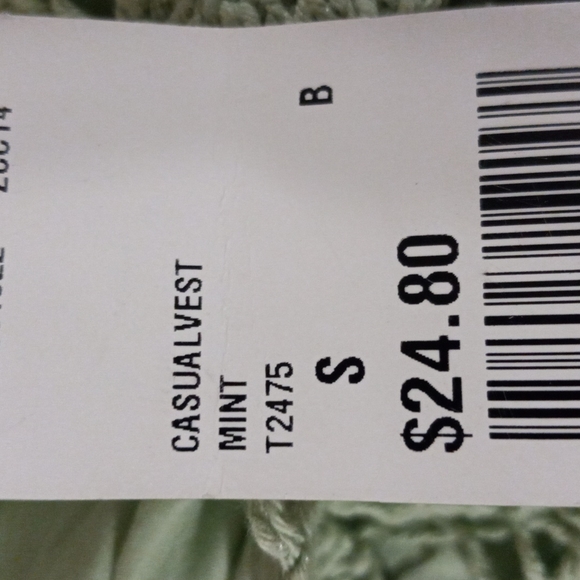 CASUALVEST
MINT
T2475
S B
$24.80